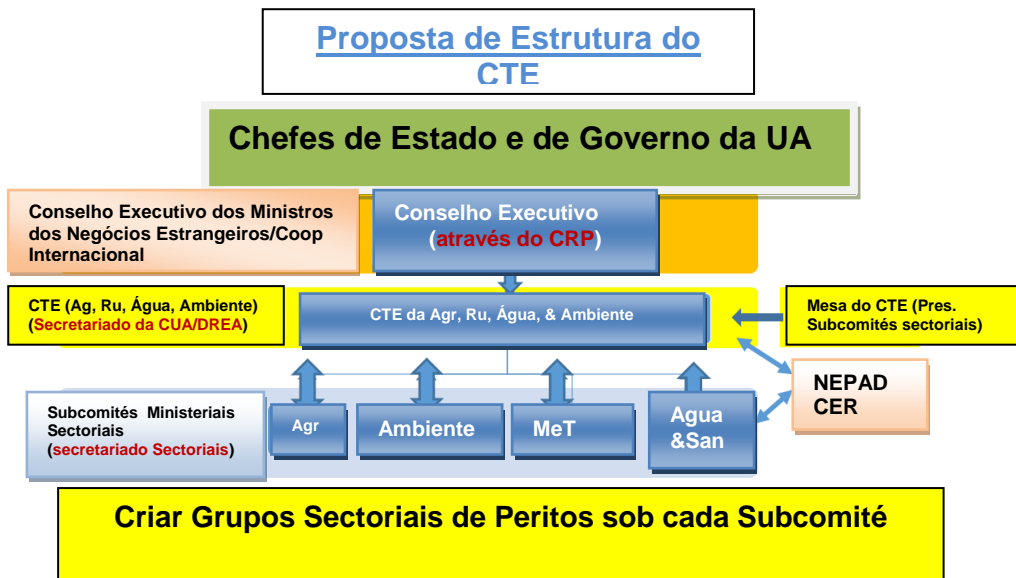 Proposta de Estrutura do
CTE
Chefes de Estado e de Governo da UA
Conselho Executivo dos Ministros
dos Negócios Estrangeiros/Coop
Internacional
Conselho Executivo
(através do CRP)
CTE (Ag, Ru, Água, Ambiente)
(Secretariado da CUA/DREA)
CTE da Agr, Ru, Água, & Ambiente
Mesa do CTE (Pres.
Subcomités sectoriais)
NEPAD
CER
Subcomités Ministeriais
Sectoriais
(secretariado Sectoriais)
Agr
Ambiente
MeT
Agua
&San
Criar Grupos Sectoriais de Peritos sob cada Subcomité